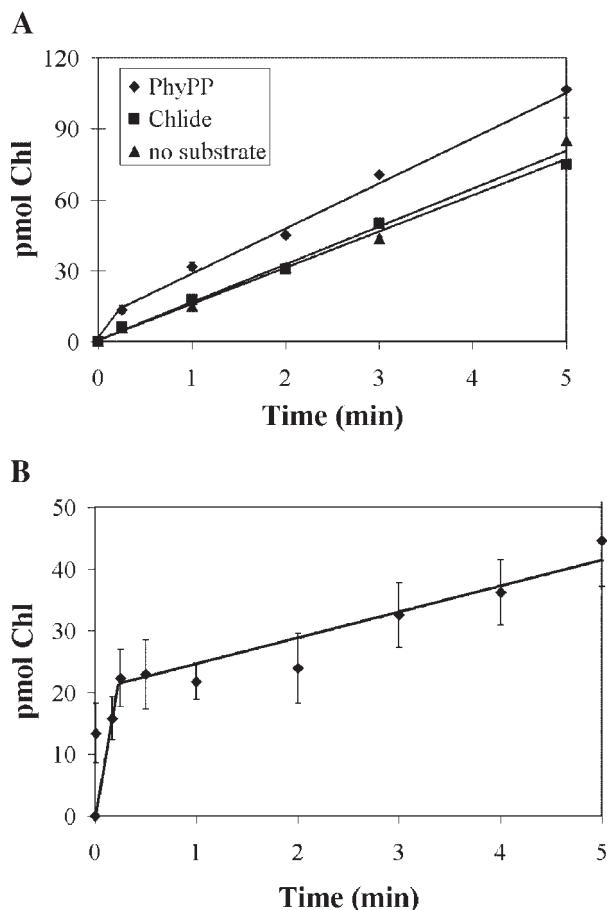 A
120
90
60
30
0
pmol Chl
PhyPP
Chlide
no substrate
0 1 2 3 4 5
Time (min)
B
50
40
30
20
10
0
pmol Chl
0 1 2 3 4 5
Time (min)